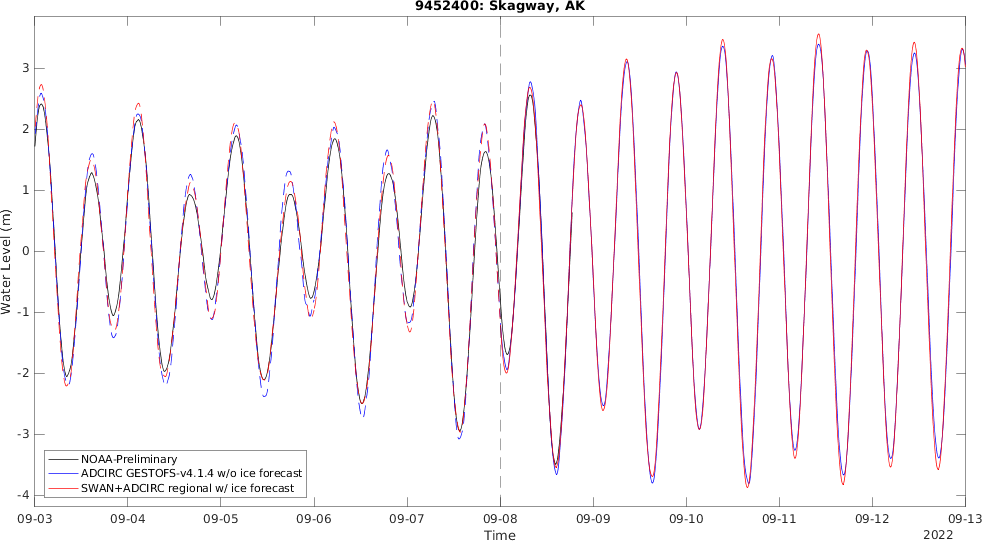 9452400: Skagway, AK
Water Level (m)
3
2
1
0
-1
-2
-3
-4
NOAA-Preliminary
ADCIRC GESTOFS-v4.1.4 w/o ice forecast
SWAN+ADCIRC regional w/ ice forecast
09-03 09-04 09-05 09-06 09-07 09-08 09-09 09-10 09-11 09-12 09-13
Time
2022